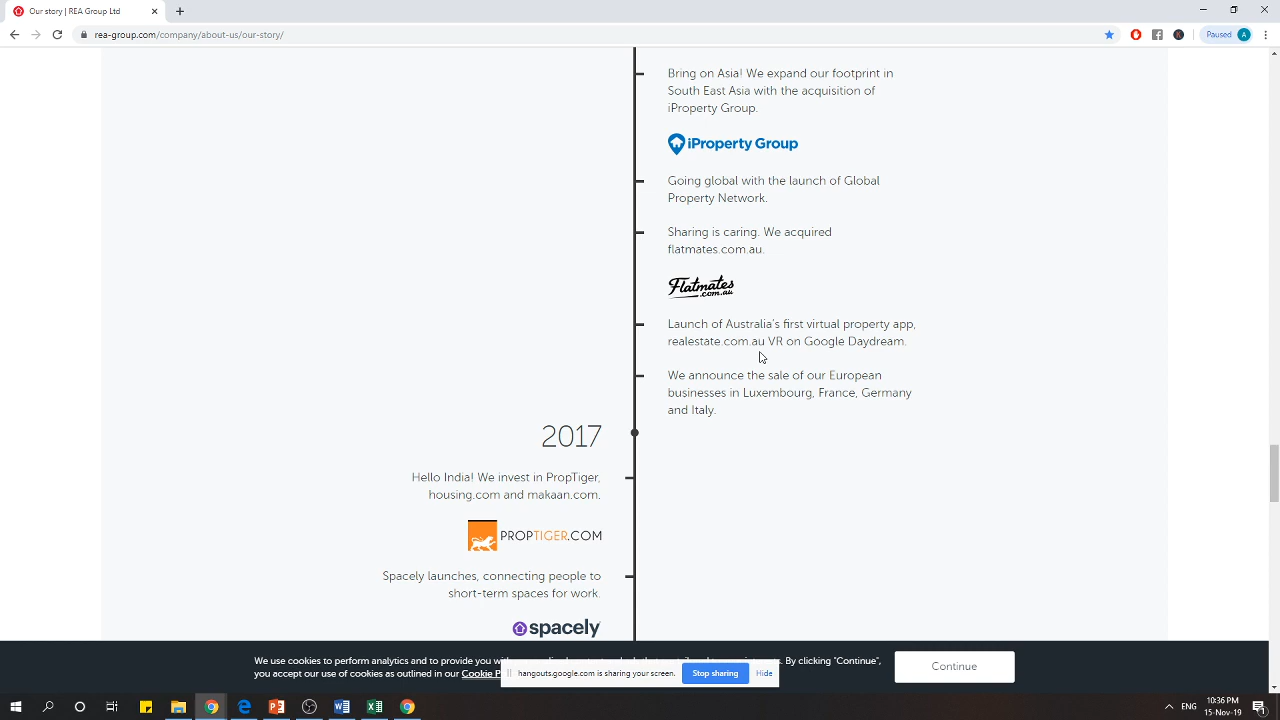 Our story | REA Group Ltd
rea-group.com/company/about-us/our-story/
Paused
A
Bring on Asia! We expand our footprint in
South East Asia with the acquisition of
iProperty Group.
iProperty Group
Going global with the launch of Global
Property Network.
Sharing is caring. We acquired
flatmates.com.au.
Flatmates
.com.au
Launch of Australia's first virtual property app,
realestate.com.au VR on Google Daydream.
We announce the sale of our European
businesses in Luxembourg, France, Germany
and Italy.
2017
Hello India! We invest in PropTiger,
housing.com and makaan.com.
PROPTIGER.COM
Spacely launches, connecting people to
short-term spaces for work.
spacely
We use cookies to perform analytics and to provide you
By clicking "Continue",
you accept our use of cookies as outlined in our Cookie P
Continue
hangouts.google.com is sharing your screen.
Stop sharing
Hide
ENG
10:36 PM
15-Nov-19